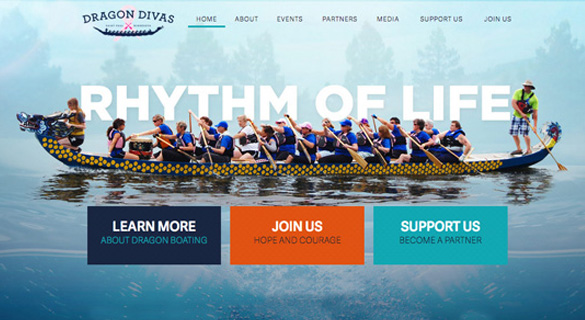 DRAGON DIVAS
HOME ABOUT EVENTS PARTNERS MEDIA SUPPORT US JOIN US
RHYTHM OF LIFE
LEARN MORE
ABOUT DRAGON BOATING
JOIN US
HOPE AND COURAGE
SUPPORT US
BECOME A PARTNER